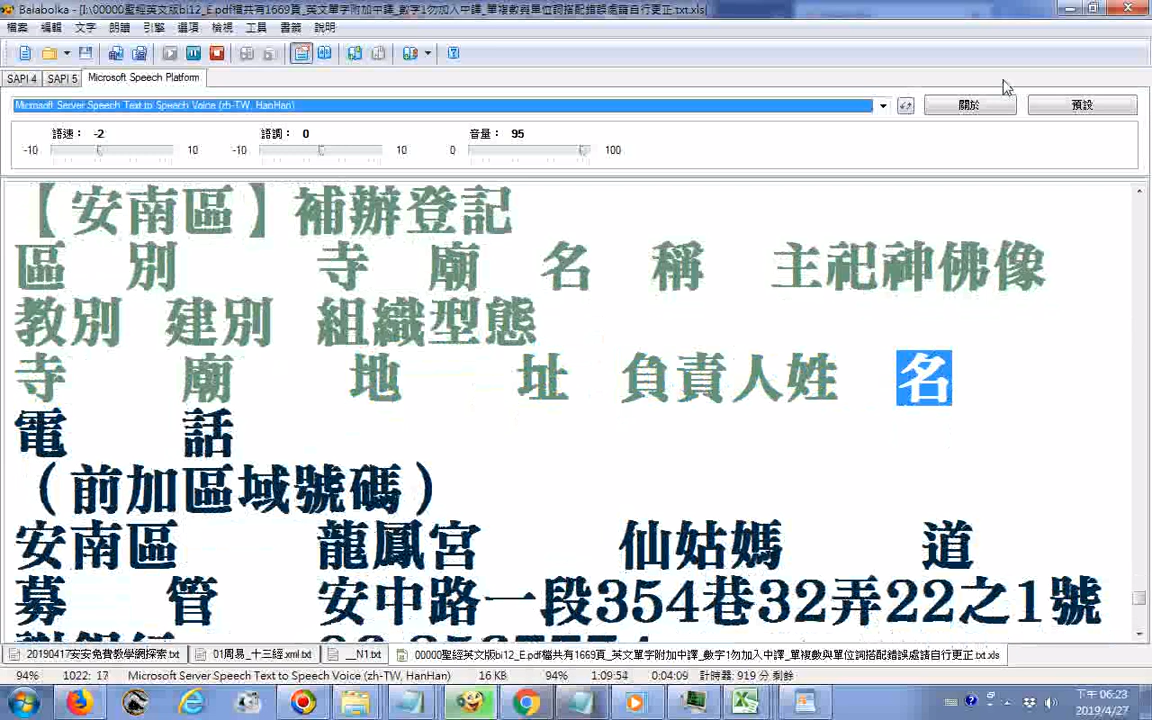 Balabolka - [I:\00000聖經英文版bi12_E.pdf檔共有1669頁_英文單字附加中譯_數字1勿加入中譯_單複數與單位詞搭配錯誤處請自行更正.txt.xls]
檔案 編輯 文字 朗讀 引擎 選項 檢視 工具 書籤 說明
SAPI 4 SAPI 5 Microsoft Speech Platform
Microsoft Server Speech Text to Speech Voice (zh-TW, HanHan)
關於 預設
語速： -2 語調： 0 音量： 95
-10 10 -10 10 0 100
【安南區】補辦登記
區 別 寺 廟 名 稱 主祀神佛像
教別 建別 組織型態
寺 廟 地 址 負責人姓 名
電 話
（前加區域號碼）
安南區 龍鳳宮 仙姑媽 道
募 管 安中路一段354巷32弄22之1號
20190417安安免費教學網探索.txt 01周易_十三經.xml.txt __N1.txt 00000聖經英文版bi12_E.pdf檔共有1669頁_英文單字附加中譯_數字1勿加入中譯_單複數與單位詞搭配錯誤處請自行更正.txt.xls
94% 1022: 17 Microsoft Server Speech Text to Speech Voice (zh-TW, HanHan) 16 KB 94% 1:09:54 0:04:09 計時器: 919 分 剩餘
下午 06:23
2019/4/27